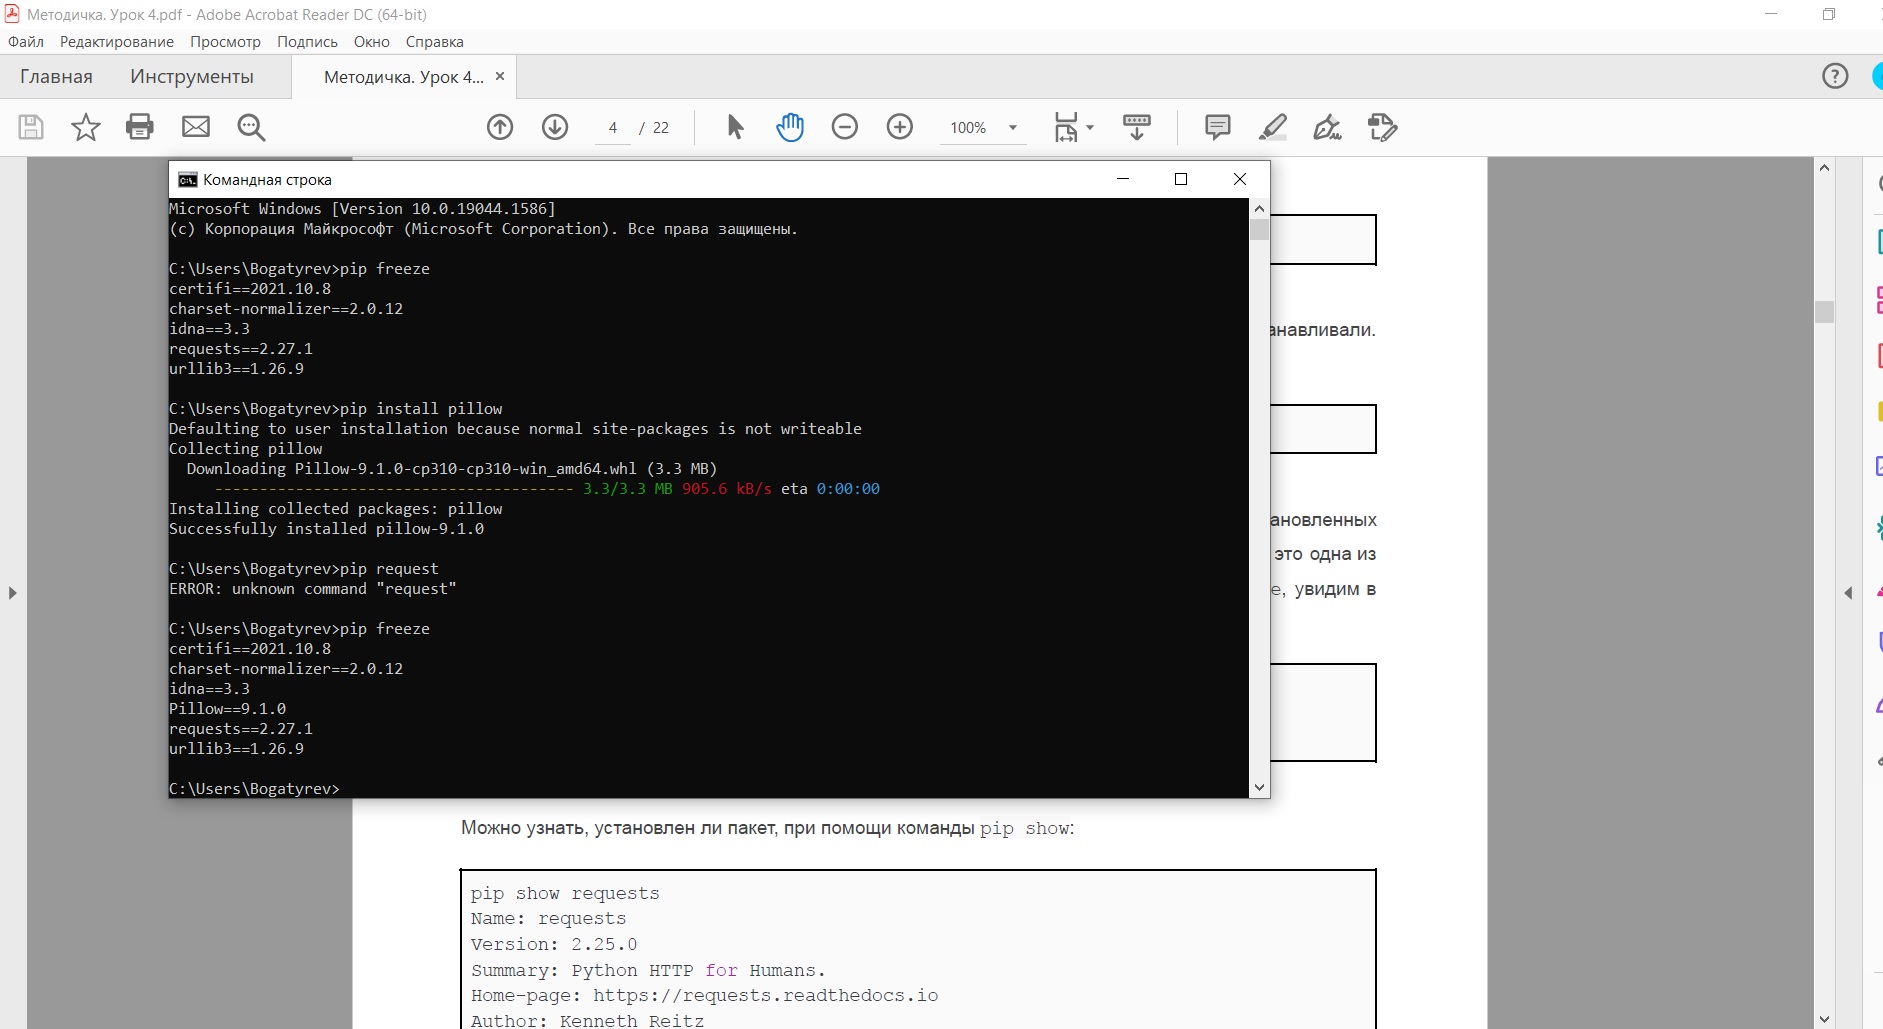 Методичка. Урок 4.pdf - Adobe Acrobat Reader DC (64-bit)
Файл Редактирование Просмотр Подпись Окно Справка
Главная Инструменты Методичка. Урок 4... ×
4 / 22 100%
Командная строка
Microsoft Windows [Version 10.0.19044.1586]
(c) Корпорация Майкрософт (Microsoft Corporation). Все права защищены.
C:\Users\Bogatyrev>pip freeze
certifi==2021.10.8
charset-normalizer==2.0.12
idna==3.3
requests==2.27.1
urllib3==1.26.9
C:\Users\Bogatyrev>pip install pillow
Defaulting to user installation because normal site-packages is not writeable
Collecting pillow
Downloading Pillow-9.1.0-cp310-cp310-win_amd64.whl (3.3 MB)
---------------------------------------- 3.3/3.3 MB 905.6 kB/s eta 0:00:00
Installing collected packages: pillow
Successfully installed pillow-9.1.0
C:\Users\Bogatyrev>pip request
ERROR: unknown command "request"
C:\Users\Bogatyrev>pip freeze
certifi==2021.10.8
charset-normalizer==2.0.12
idna==3.3
Pillow==9.1.0
requests==2.27.1
urllib3==1.26.9
C:\Users\Bogatyrev>
анавливали.
ановленных
это одна из
е, увидим в
Можно узнать, установлен ли пакет, при помощи команды pip show:
pip show requests
Name: requests
Version: 2.25.0
Summary: Python HTTP for Humans.
Home-page: https://requests.readthedocs.io
Author: Kenneth Reitz